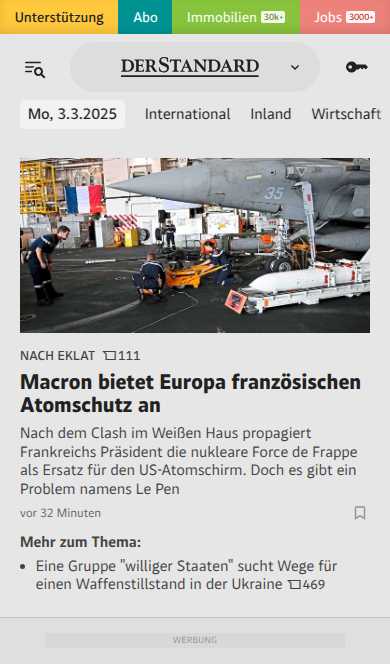 Unterstützung Abo Immobilien 30k+ Jobs 3000+
DERSTANDARD
Mo, 3.3.2025 International Inland Wirtschaft
35
NACH EKLAT 111
Macron bietet Europa französischen
Atomschutz an
Nach dem Clash im Weißen Haus propagiert
Frankreichs Präsident die nukleare Force de Frappe
als Ersatz für den US-Atomschirm. Doch es gibt ein
Problem namens Le Pen
vor 32 Minuten
Mehr zum Thema:
• Eine Gruppe "williger Staaten" sucht Wege für
einen Waffenstillstand in der Ukraine 469
WERBUNG